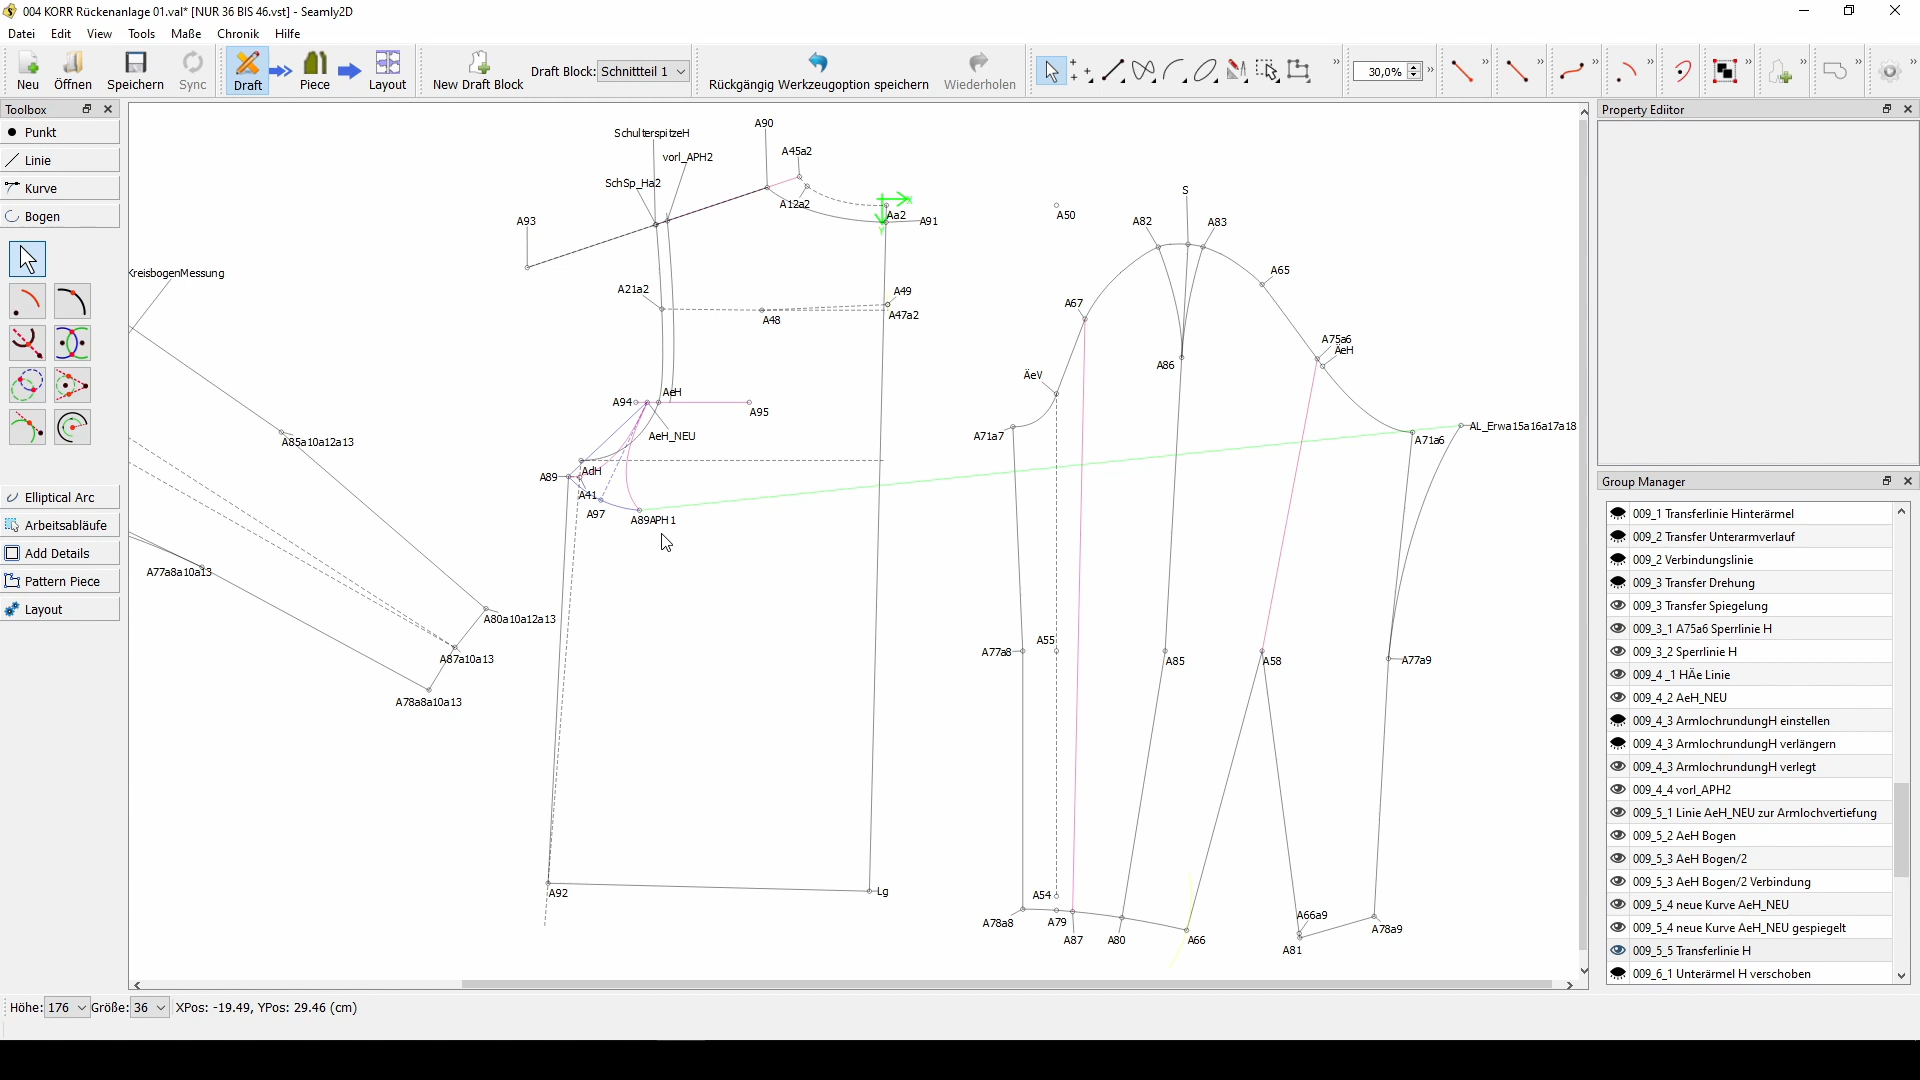 004 KORR Rückenanlage 01.val* [NUR 36 BIS 46.vst] - Seamly2D
Datei Edit View Tools Maße Chronik Hilfe
Neu Öffnen Speichern Sync Draft Piece Layout New Draft Block Draft Block: Schnittteil 1 Rückgängig Werkzeugoption speichern Wiederholen 30,0%
Toolbox
Punkt
Linie
Kurve
Bogen
Elliptical Arc
Arbeitsabläufe
Add Details
Pattern Piece
Layout
A90
SchulterspitzeH
A45a2
vorl_APH2
SchSp_Ha2
S
A12a2
Aa2
A91
A50
A93
A82
A83
x
Y
KreisbogenMessung
A65
A21a2
A49
A67
A48
A47a2
A75a6
ÄeH
A86
ÄeV
AeH
A94
A95
AL_Erwa15a16a17a18
A85a10a12a13
AeH_NEU
A71a7
A71a6
A89
AdH
A41
A97
A89APH1
A77a8a10a13
A80a10a12a13
A55
A87a10a13
A77a8
A85
A58
A77a9
A78a8a10a13
A92
Lg
A54
A78a8
A79
A66a9
A87
A80
A66
A78a9
A81
Property Ediitor
Group Manager
009_1 Transferlinie Hinterärmel
009_2 Transfer Unterarmverlauf
009_2 Verbindungslinie
009_3 Transfer Drehung
009_3 Transfer Spiegelung
009_3_1 A75a6 Sperrlinie H
009_3_2 Sperrlinie H
009_4 _1 HÄe Linie
009_4_2 AeH_NEU
009_4_3 ArmlochrundungH einstellen
009_4_3 ArmlochrundungH verlängern
009_4_3 ArmlochrundungH verlegt
009_4_4 vorl_APH2
009_5_1 Linie AeH_NEU zur Armlochvertiefung
009_5_2 AeH Bogen
009_5_3 AeH Bogen/2
009_5_3 AeH Bogen/2 Verbindung
009_5_4 neue Kurve AeH_NEU
009_5_4 neue Kurve AeH_NEU gespiegelt
009_5_5 Transferlinie H
009_6_1 Unterärmel H verschoben
Höhe: 176 Größe: 36 XPos: -19.49, YPos: 29.46 (cm)